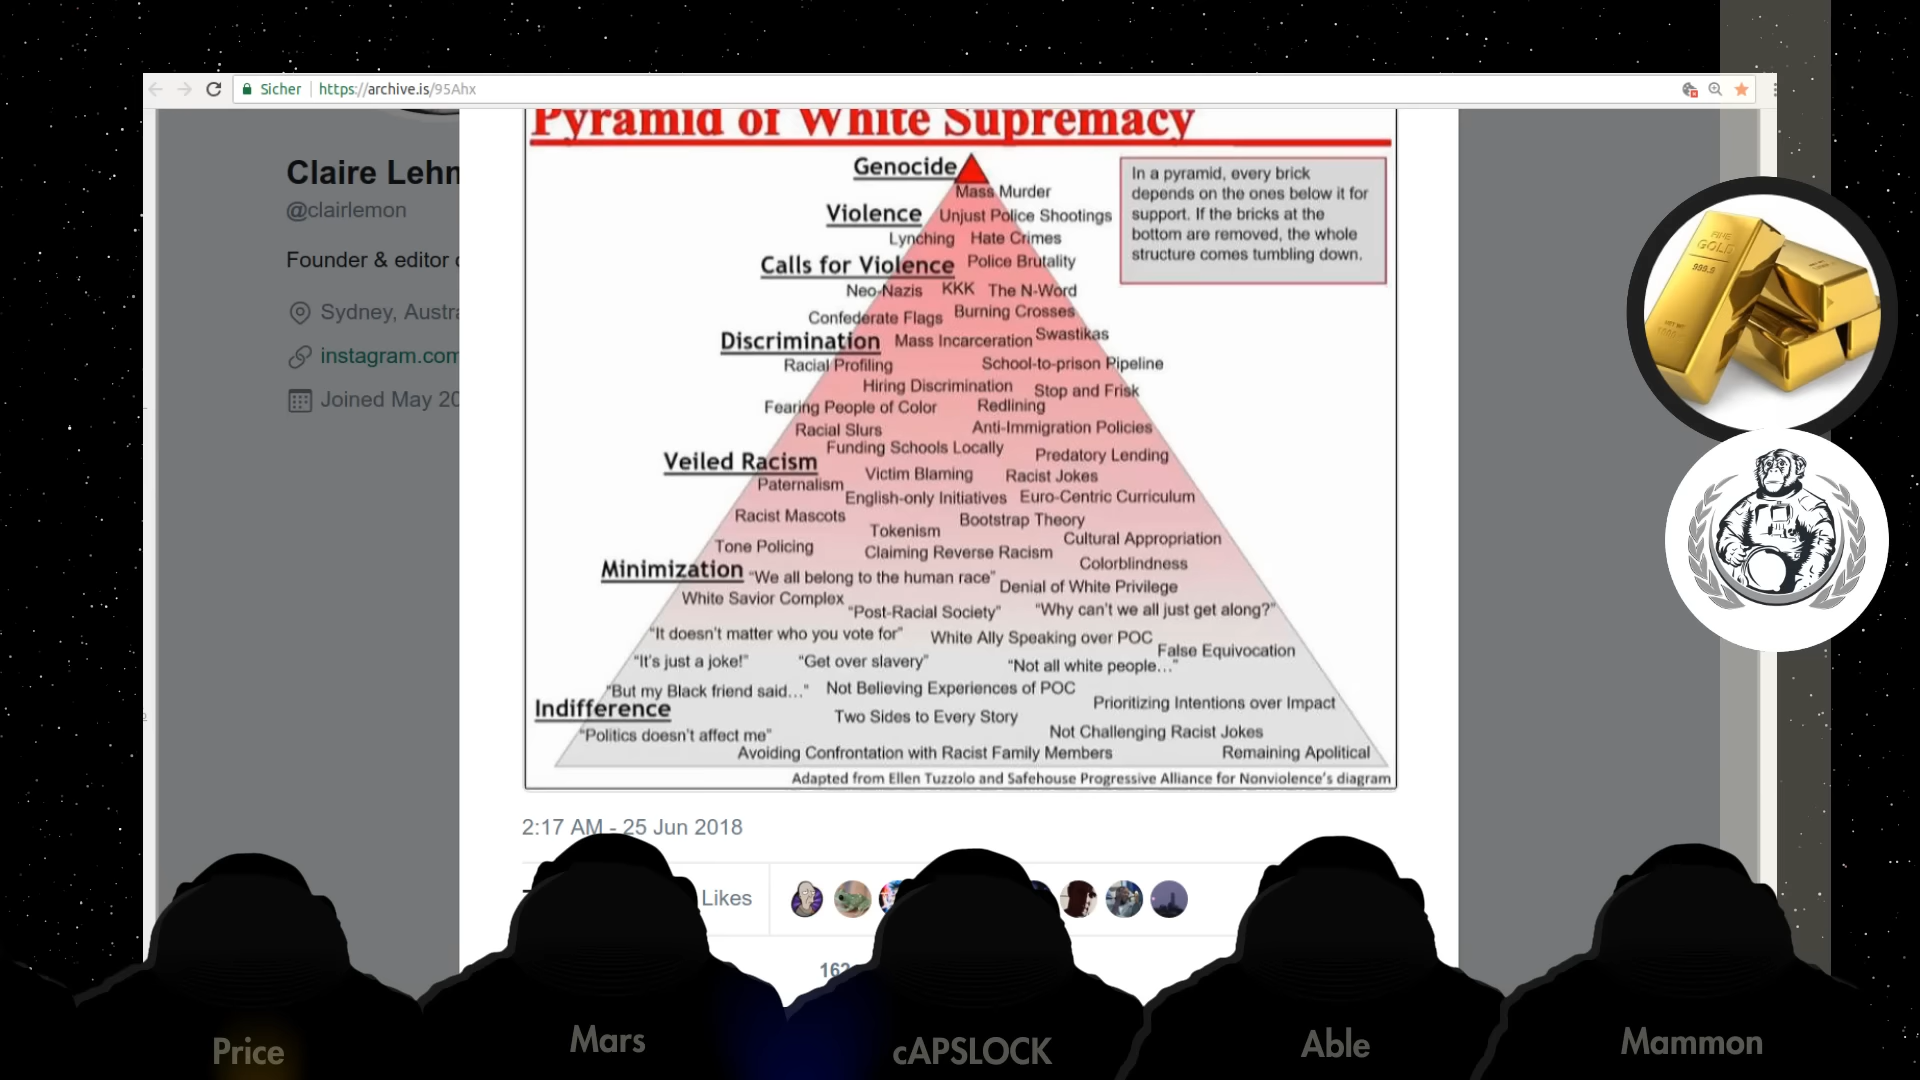 Sicher https://archive.is/95Ahx
Claire Lehn
@clairlemon
Founder & editor
Sydney, Austra
instagram.com
Joined May 20
Pyramid of White Supremacy
Genocide
In a pyramid, every brick
depends on the ones below it for
support. If the bricks at the
bottom are removed, the whole
structure comes tumbling down.
Mass Murder
Violence Unjust Police Shootings
Lynching Hate Crimes
Calls for Violence Police Brutality
Neo-Nazis KKK The N-Word
Confederate Flags Burning Crosses
Discrimination Mass Incarceration Swastikas
Racial Profiling School-to-prison Pipeline
Hiring Discrimination Stop and Frisk
Fearing People of Color Redlining
Racial Slurs Anti-Immigration Policies
Funding Schools Locally Predatory Lending
Veiled Racism Victim Blaming Racist Jokes
Paternalism English-only Initiatives Euro-Centric Curriculum
Racist Mascots Tokenism Bootstrap Theory
Cultural Appropriation
Tone Policing Claiming Reverse Racism Colorblindness
Minimization "We all belong to the human race" Denial of White Privilege
White Savior Complex "Post-Racial Society" "Why can't we all just get along?"
"It doesn't matter who you vote for" White Ally Speaking over POC False Equivocation
"It's just a joke!" "Get over slavery" "Not all white people…"
"But my Black friend said…" Not Believing Experiences of POC
Prioritizing Intentions over Impact
Indifference Two Sides to Every Story
"Politics doesn't affect me" Not Challenging Racist Jokes
Avoiding Confrontation with Racist Family Members Remaining Apolitical
Adapted from Ellen Tuzzolo and Safehouse Progressive Alliance for Nonviolence's diagram
2:17 AM - 25 Jun 2018
Likes
162
FINE
GOLD
999.9
Price Mars cAPSLOCK Able Mammon